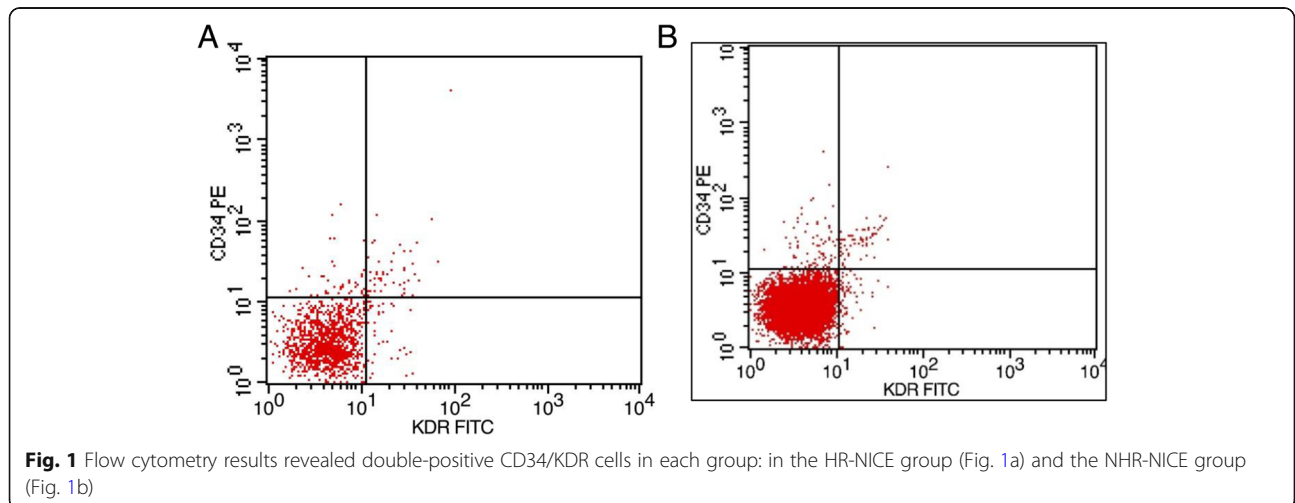 A
B
CD34 PE
10^0 10^1 10^2 10^3 10^4
10^0 10^1 10^2 10^3 10^4
KDR FITC
CD34 PE
10^0 10^1 10^2 10^3 10
10^0 10^1 10^2 10^3 10^4
KDR FITC
Fig. 1 Flow cytometry results revealed double-positive CD34/KDR cells in each group: in the HR-NICE group (Fig. 1a) and the NHR-NICE group
(Fig. 1b)